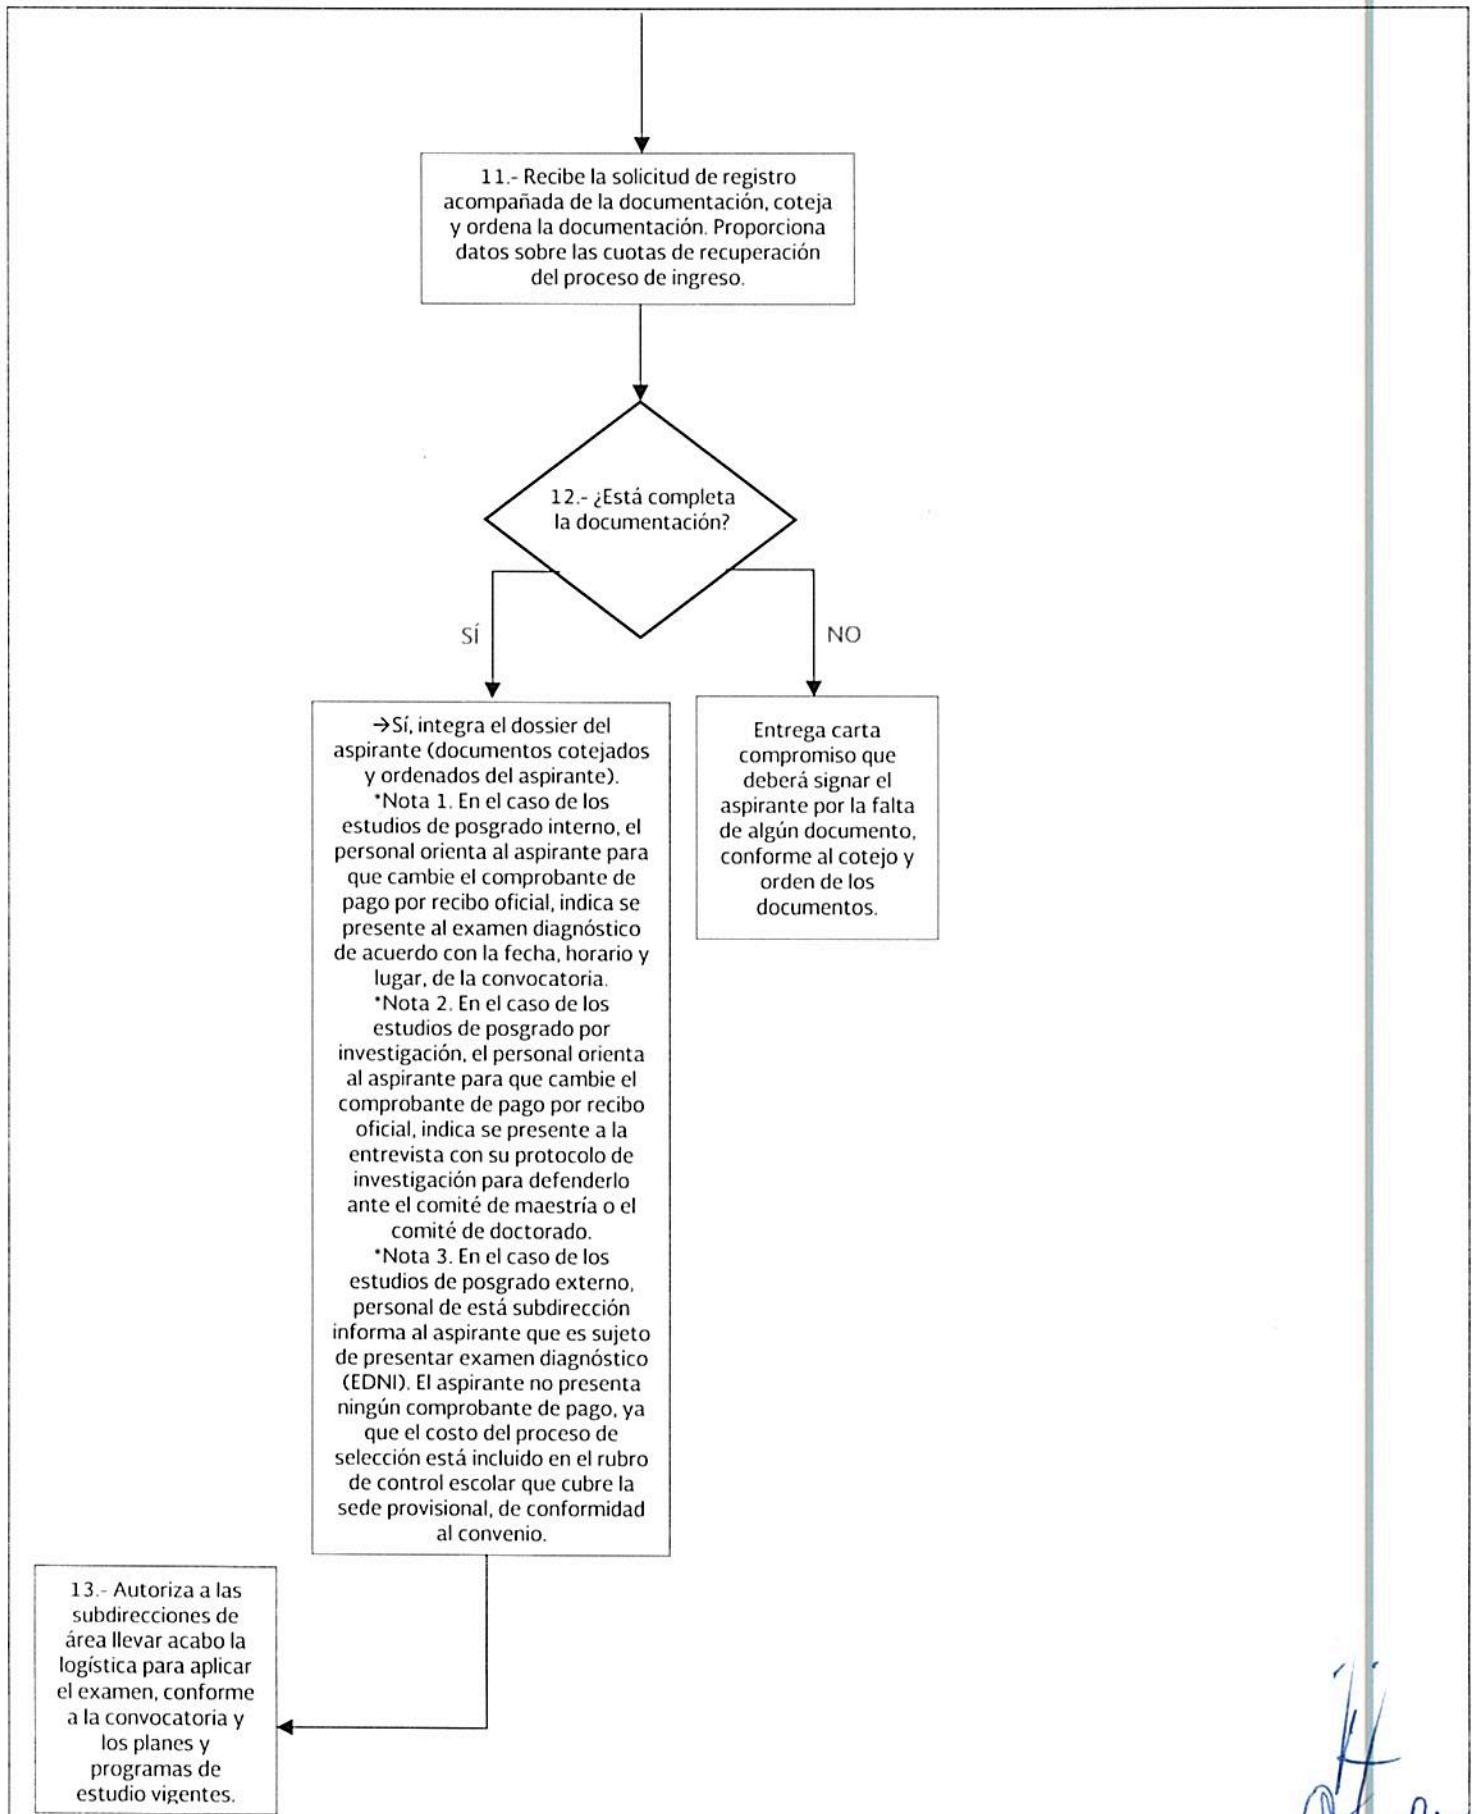 11.- Recibe la solicitud de registro
acompañada de la documentación, coteja
y ordena la documentación. Proporciona
datos sobre las cuotas de recuperación
del proceso de ingreso.
12.- ¿Está completa
la documentación?
SÍ
NO
→Sí, integra el dossier del
aspirante (documentos cotejados
y ordenados del aspirante).
*Nota 1. En el caso de los
estudios de posgrado interno, el
personal orienta al aspirante para
que cambie el comprobante de
pago por recibo oficial, indica se
presente al examen diagnóstico
de acuerdo con la fecha, horario y
lugar, de la convocatoria.
*Nota 2. En el caso de los
estudios de posgrado por
investigación, el personal orienta
al aspirante para que cambie el
comprobante de pago por recibo
oficial, indica se presente a la
entrevista con su protocolo de
investigación para defenderlo
ante el comité de maestría o el
comité de doctorado.
*Nota 3. En el caso de los
estudios de posgrado externo,
personal de está subdirección
informa al aspirante que es sujeto
de presentar examen diagnóstico
(EDNI). El aspirante no presenta
ningún comprobante de pago, ya
que el costo del proceso de
selección está incluido en el rubro
de control escolar que cubre la
sede provisional, de conformidad
al convenio.
Entrega carta
compromiso que
deberá signar el
aspirante por la falta
de algún documento,
conforme al cotejo y
orden de los
documentos.
13.- Autoriza a las
subdirecciones de
área llevar acabo la
logística para aplicar
el examen, conforme
a la convocatoria y
los planes y
programas de
estudio vigentes.